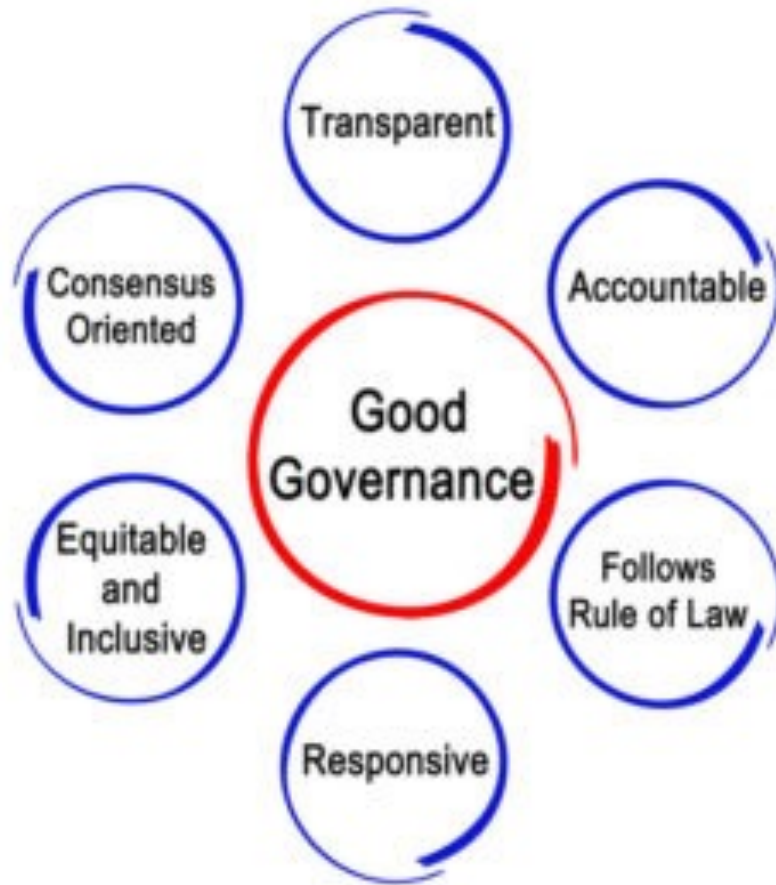 Transparent
Consensus
Oriented
Accountable
Good
Governance
Equitable
and
Inclusive
Follows
Rule of Law
Responsive